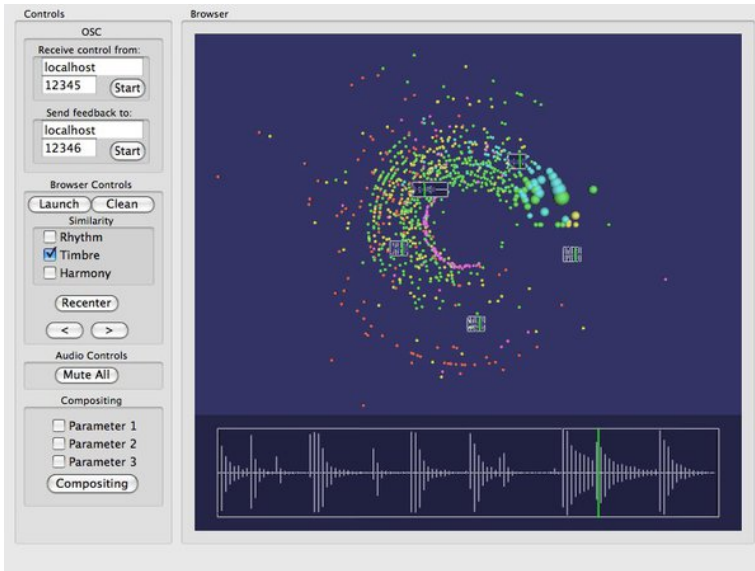 Controls
OSC
Receive control from:
localhost
12345 Start
Send feedback to:
localhost
12346 Start
Browser Controls
Launch Clean
Similarity
Rhythm
Timbre
Harmony
Recenter
< >
Audio Controls
Mute All
Compositing
Parameter 1
Parameter 2
Parameter 3
Compositing
Browser